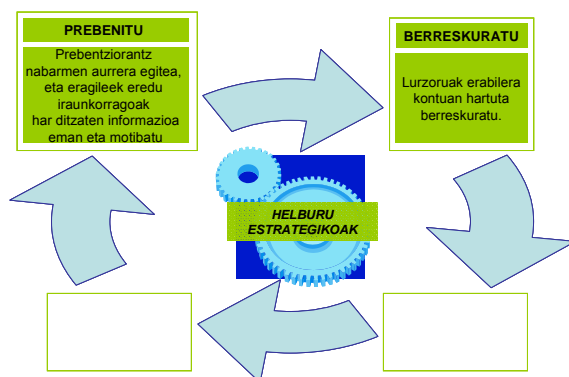 PREBENITU
Prebentziorantz
nabarmen aurrera egitea,
eta eragileek eredu
iraunkorragoak
har ditzaten informazioa
eman eta motibatu
BERRESKURATU
Lurzoruak erabilera
kontuan hartuta
berreskuratu.
HELBURU
ESTRATEGIKOAK